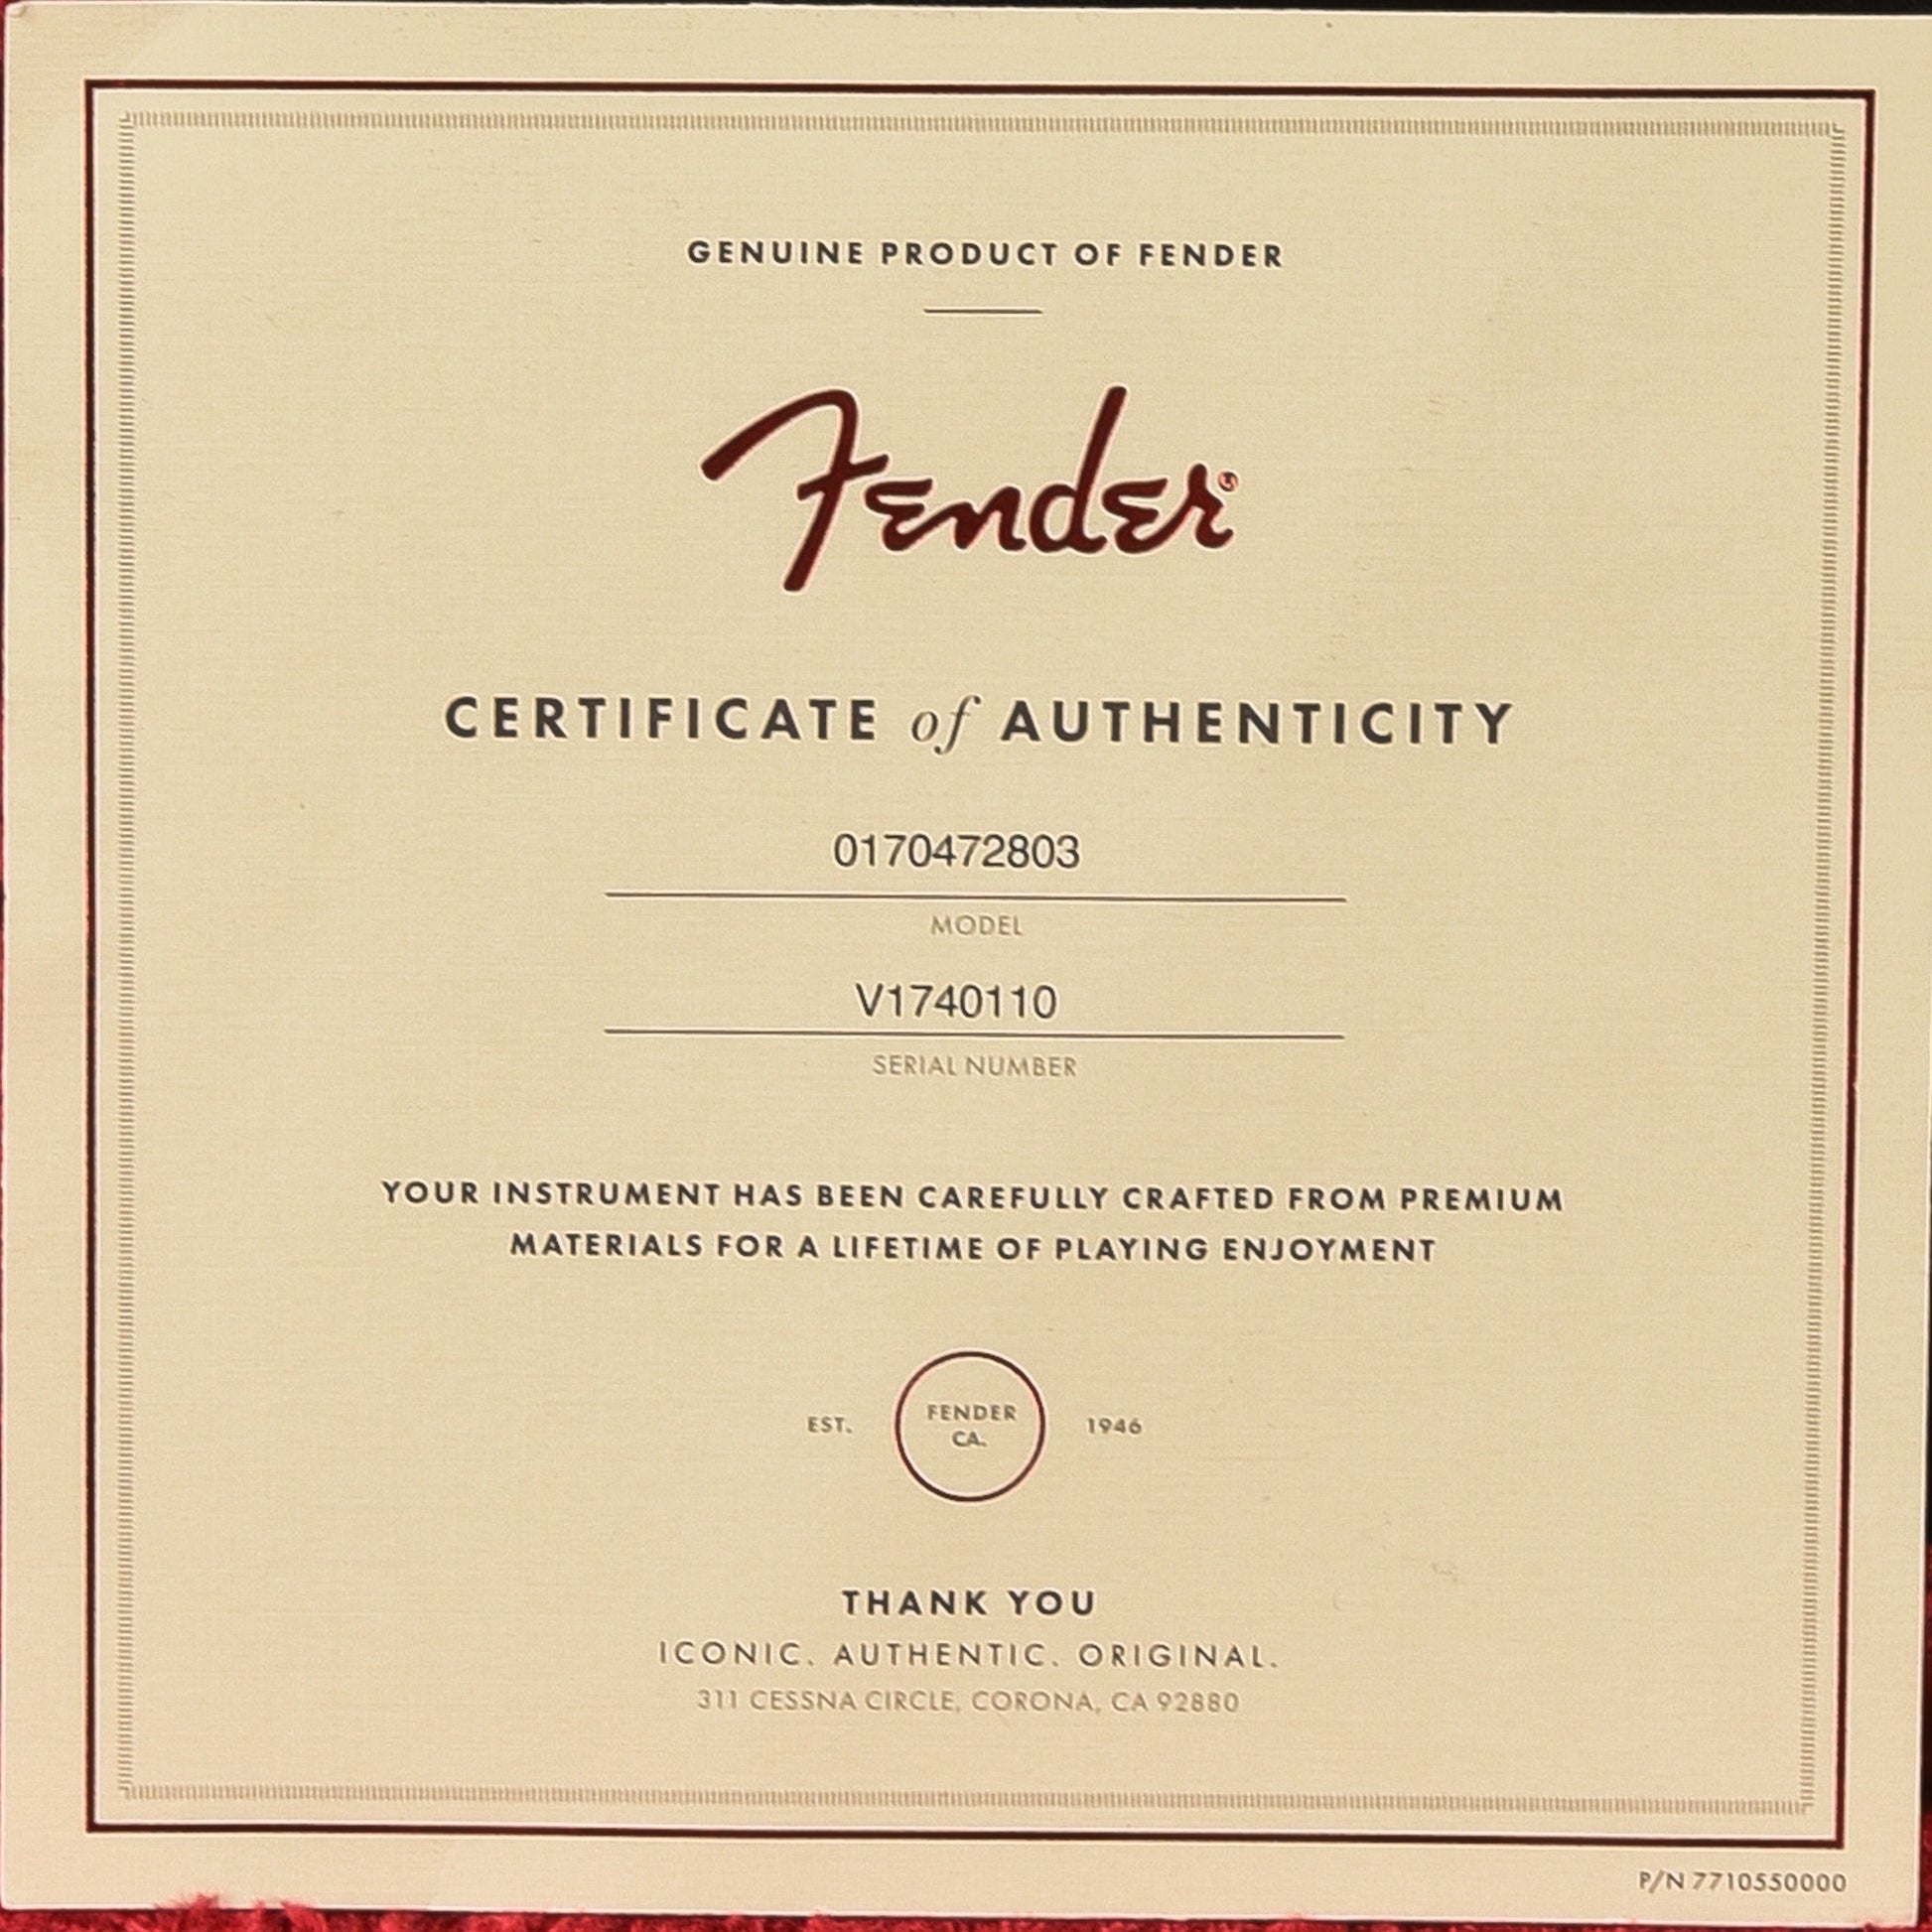 GENUINE PRODUCT OF FENDER
Fender®
CERTIFICATE of AUTHENTICITY
0170472803
MODEL
V1740110
SERIAL NUMBER
YOUR INSTRUMENT HAS BEEN CAREFULLY CRAFTED FROM PREMIUM
MATERIALS FOR A LIFETIME OF PLAYING ENJOYMENT
EST. FENDER 1946
CA.
THANK YOU
ICONIC. AUTHENTIC. ORIGINAL.
311 CESSNA CIRCLE, CORONA, CA 92880
P/N 7710550000